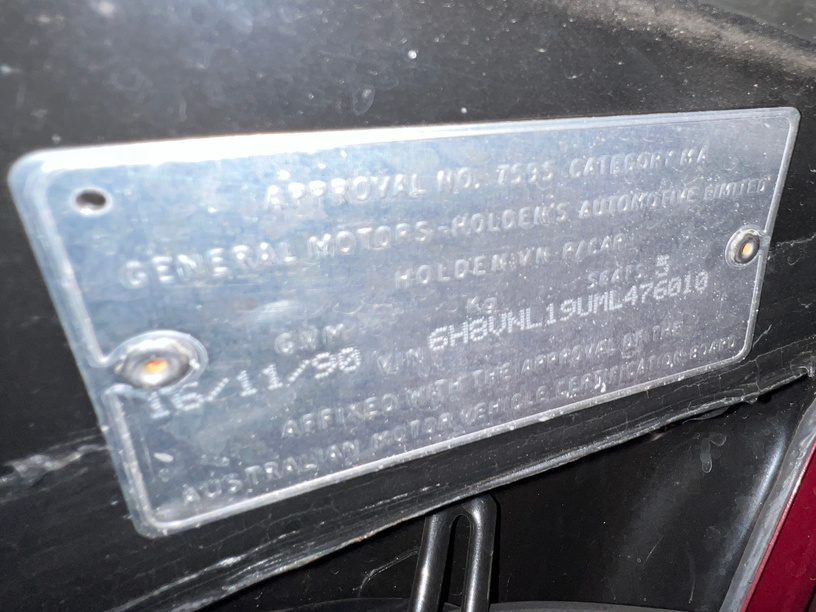 APPROVAL NO. 7595 CATEGORY MA
GENERAL MOTORS-HOLDEN'S AUTOMOTIVE LIMITED
HOLDEN VN P/CAR
GVM KG SEATS 5
16/11/90 VIN 6H8VNL19UML476010
AFFIXED WITH THE APPROVAL OF THE
AUSTRALIAN MOTOR VEHICLE CERTIFICATION BOARD